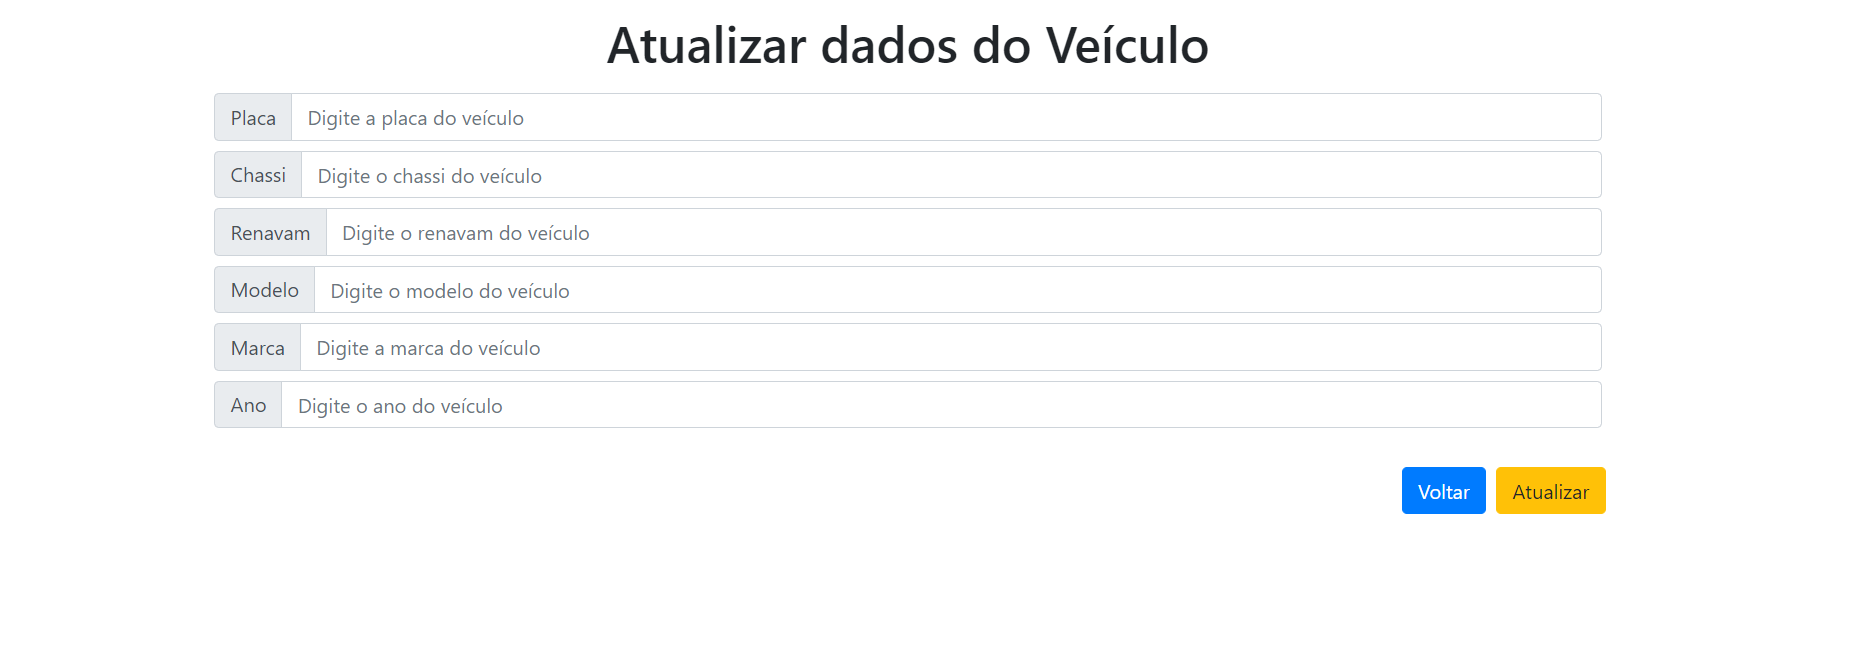 Atualizar dados do Veículo
Placa Digite a placa do veículo
Chassi Digite o chassi do veículo
Renavam Digite o renavam do veículo
Modelo Digite o modelo do veículo
Marca Digite a marca do veículo
Ano Digite o ano do veículo
Voltar Atualizar